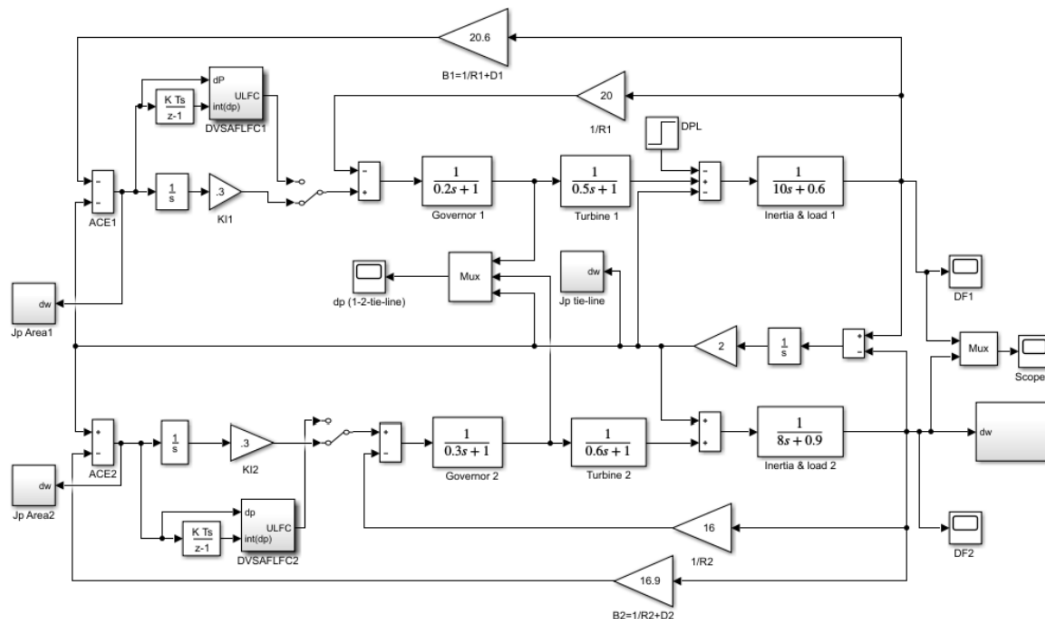 20.6
B1=1/R1+D1
20
1/R1
dP
ULFC
int(dp)
DVSAFLFC1
K Ts
z-1
DPL
-
-
ACE1
1
s
.3
KI1
-
+
1
0.2s + 1
Governor 1
1
0.5s + 1
Turbine 1
-
+
-
1
10s + 0.6
Inertia & load 1
dw
Jp Area1
dp (1-2-tie-line)
Mux
dw
Jp tie-line
DF1
2
1
s
+
-
Mux
Scope
+
-
ACE2
1
s
.3
KI2
+
-
1
0.3s + 1
Governor 2
1
0.6s + 1
Turbine 2
+
+
1
8s + 0.9
Inertia & load 2
dw
dw
Jp Area2
K Ts
z-1
dp
ULFC
int(dp)
DVSAFLFC2
16
1/R2
DF2
16.9
B2=1/R2+D2